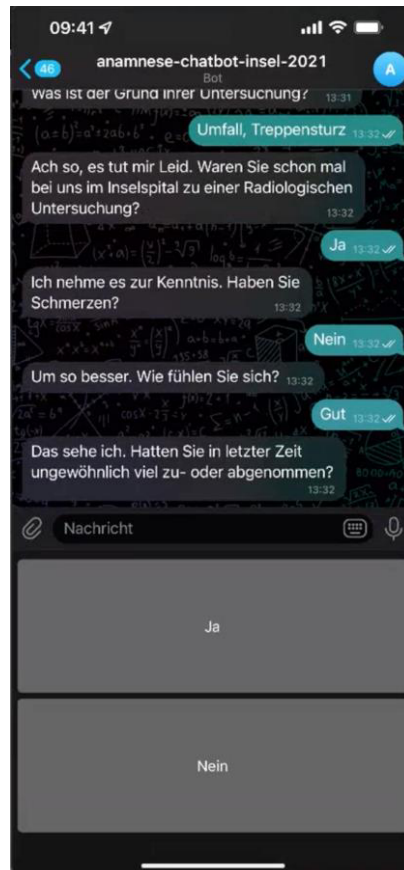 09:41
46
anamnese-chatbot-insel-2021
Bot
A
Was ist der Grund Ihrer Untersuchung? 13:31
Umfall, Treppensturz 13:32
Ach so, es tut mir Leid. Waren Sie schon mal
bei uns im Inselspital zu einer Radiologischen
Untersuchung?
13:32
Ja 13:32
Ich nehme es zur Kenntnis. Haben Sie
Schmerzen?
13:32
Nein 13:32
Um so besser. Wie fühlen Sie sich? 13:32
Gut 13:32
Das sehe ich. Hatten Sie in letzter Zeit
ungewöhnlich viel zu- oder abgenommen?
13:32
Nachricht
Ja
Nein